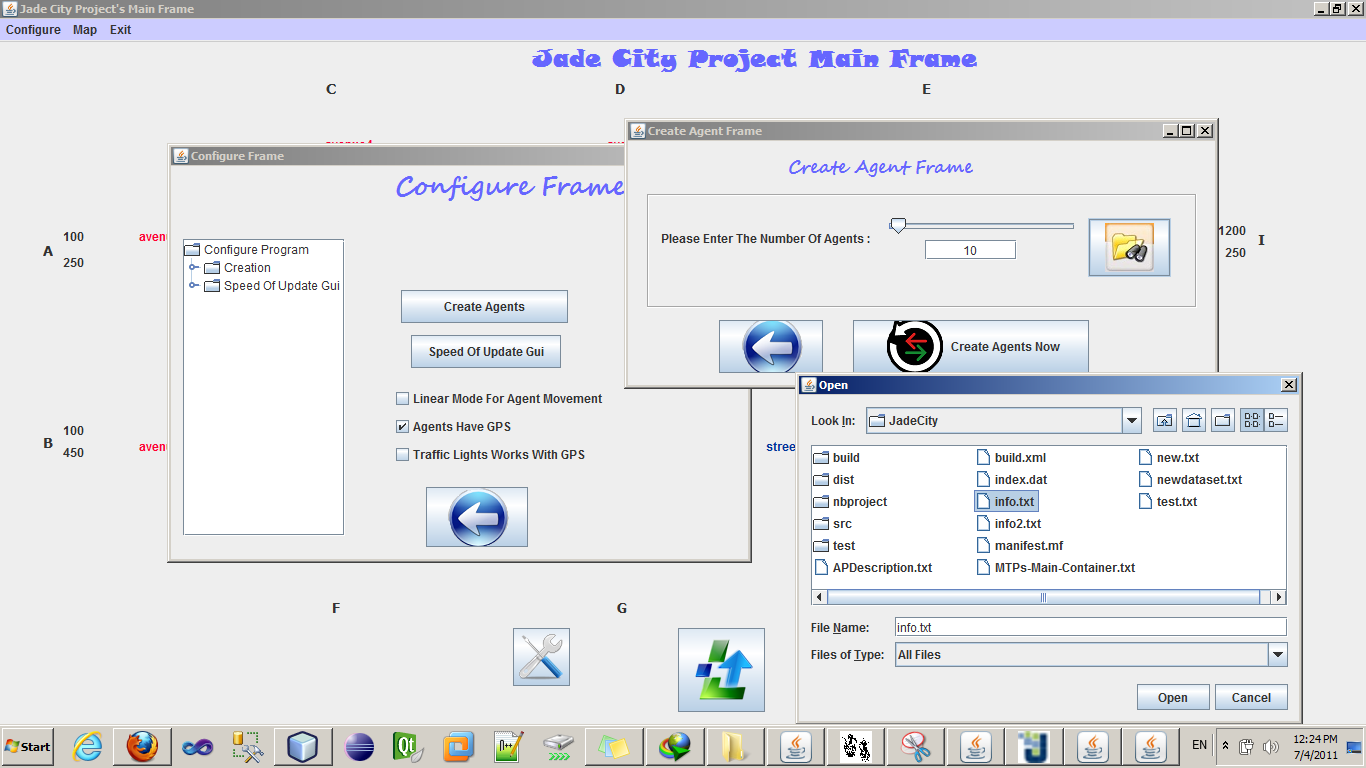 Jade City Project's Main Frame
Configure Map Exit
Jade City Project Main Frame
C D E
Configure Frame
Configure Frame
Configure Program
Creation
Speed Of Update Gui
Create Agents
Speed Of Update Gui
Linear Mode For Agent Movement
Agents Have GPS
Traffic Lights Works With GPS
Create Agent Frame
Create Agent Frame
Please Enter The Number Of Agents :
10
Create Agents Now
A
100
250
1200
250
I
B
100
450
street
F G
Open
Look In: JadeCity
build
dist
nbproject
src
test
APDescription.txt
build.xml
index.dat
info.txt
info2.txt
manifest.mf
MTPs-Main-Container.txt
new.txt
newdataset.txt
test.txt
File Name: info.txt
Files of Type: All Files
Open Cancel
Start
EN
12:24 PM
7/4/2011